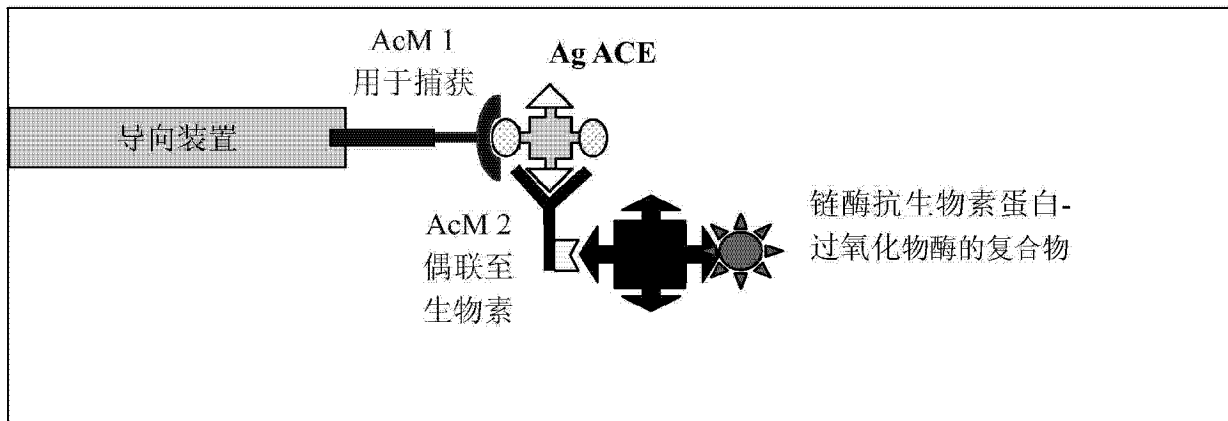 AcM 1
用于捕获
Ag ACE
导向装置
AcM 2
偶联至
生物素
链酶抗生物素蛋白-
过氧化物酶的复合物